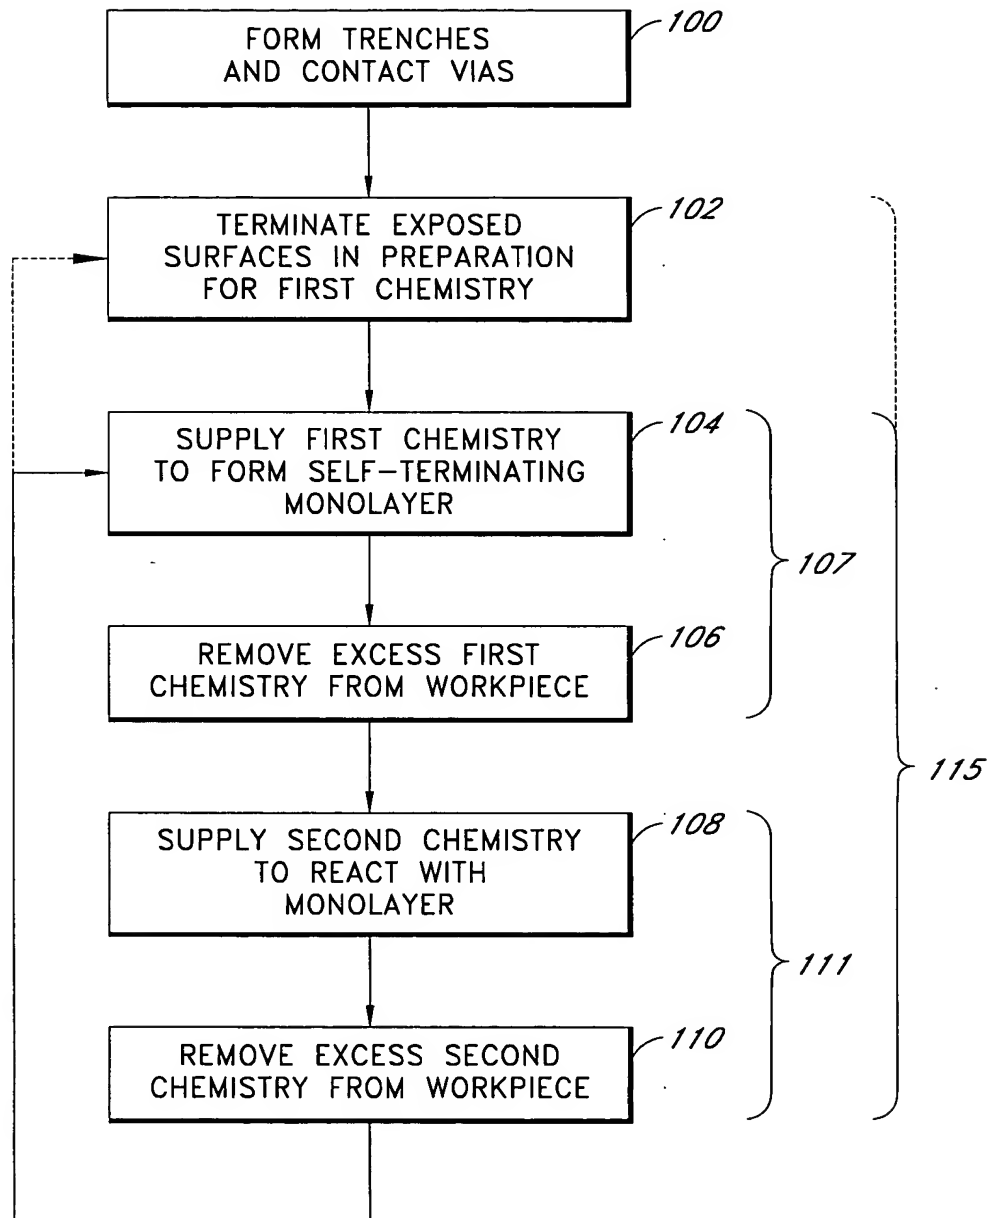 FORM TRENCHES
AND CONTACT VIAS
100
TERMINATE EXPOSED
SURFACES IN PREPARATION
FOR FIRST CHEMISTRY
102
SUPPLY FIRST CHEMISTRY
TO FORM SELF-TERMINATING
MONOLAYER
104
107
REMOVE EXCESS FIRST
CHEMISTRY FROM WORKPIECE
106
115
SUPPLY SECOND CHEMISTRY
TO REACT WITH
MONOLAYER
108
111
REMOVE EXCESS SECOND
CHEMISTRY FROM WORKPIECE
110